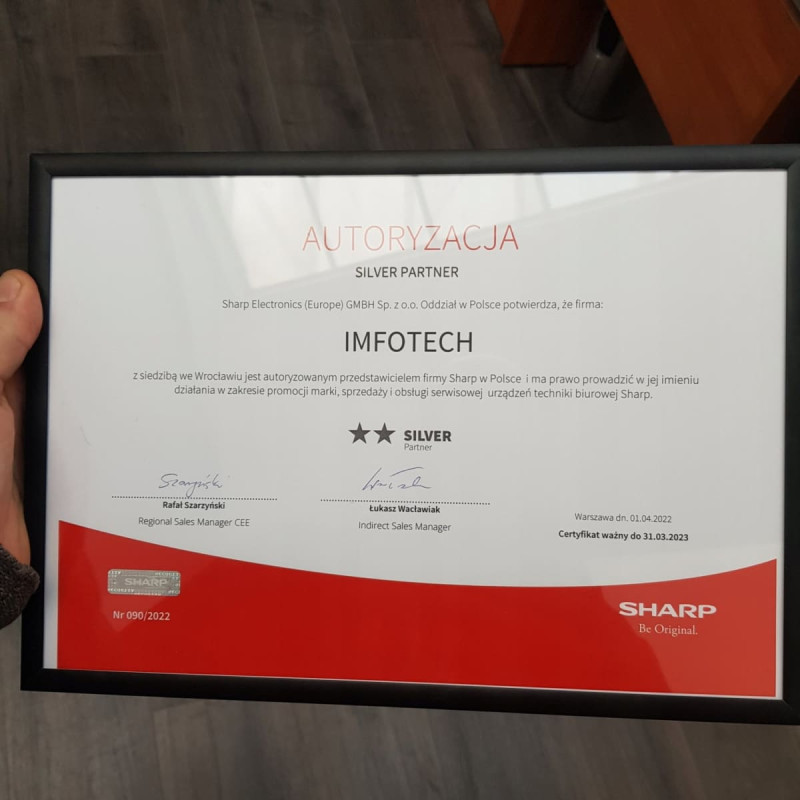 AUTORYZACJA
SILVER PARTNER
Sharp Electronics (Europe) GMBH Sp. z o.o. Oddział w Polsce potwierdza, że firma:
IMFOTECH
z siedzibą we Wrocławiu jest autoryzowanym przedstawicielem firmy Sharp w Polsce i ma prawo prowadzić w jej imieniu
działania w zakresie promocji marki, sprzedaży i obsługi serwisowej urządzeń techniki biurowej Sharp.
SILVER
Partner
Szarzyński
Rafał Szarzyński
Regional Sales Manager CEE
Łukasz Wacławiak
Indirect Sales Manager
Warszawa dn. 01.04.2022
Certyfikat ważny do 31.03.2023
SHARP
Nr 090/2022
SHARP
Be Original.